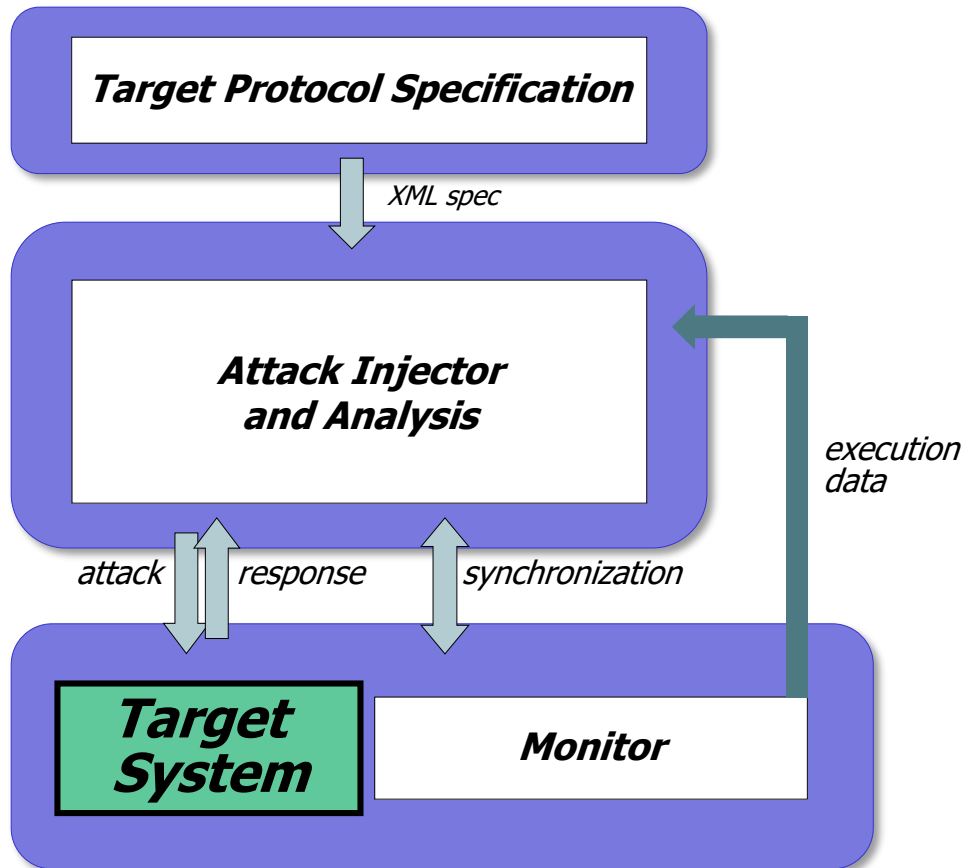 Target Protocol Specification
XML spec
Attack Injector
and Analysis
execution
data
attack
response
synchronization
Target
System
Monitor